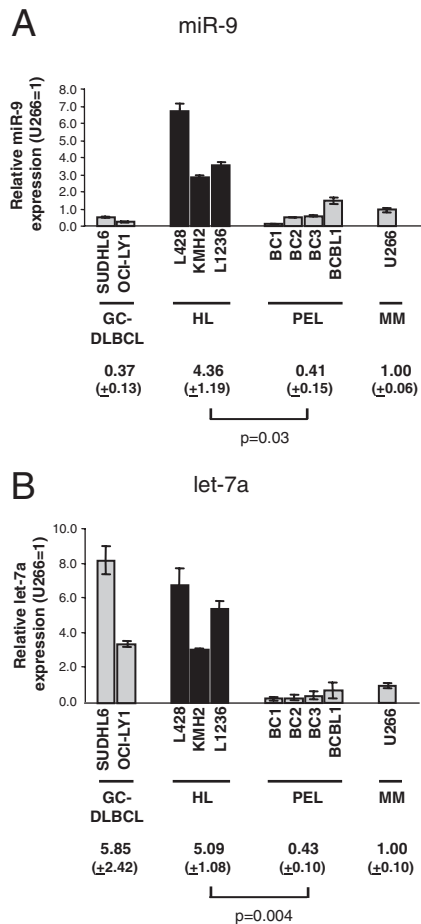 A
miR-9
Relative miR-9
expression (U266=1)
8.0
7.0
6.0
5.0
4.0
3.0
2.0
1.0
0.0
SUDHL6
OCI-LY1
L428
KMH2
L1236
BC1
BC2
BC3
BCBL1
U266
GC-
DLBCL
HL
PEL
MM
0.37
(±0.13)
4.36
(±1.19)
0.41
(±0.15)
1.00
(±0.06)
p=0.03
B
let-7a
Relative let-7a
expression (U266=1)
10.0
8.0
6.0
4.0
2.0
0.0
SUDHL6
OCI-LY1
L428
KMH2
L1236
BC1
BC2
BC3
BCBL1
U266
GC-
DLBCL
HL
PEL
MM
5.85
(±2.42)
5.09
(±1.08)
0.43
(±0.10)
1.00
(±0.10)
p=0.004